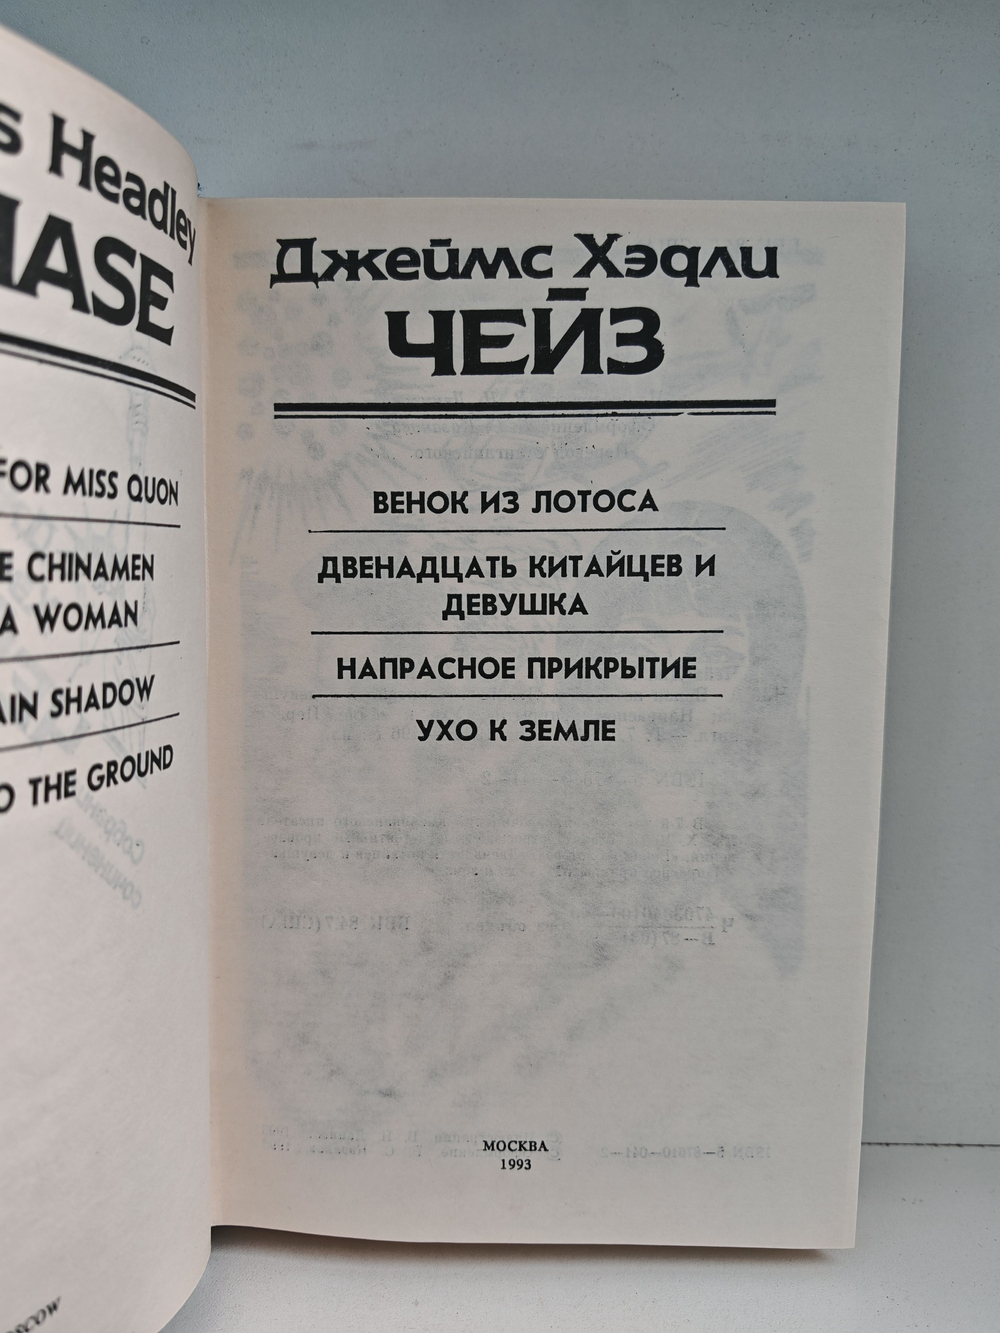 s Headley
HASE
FOR MISS QUON
E CHINAMEN
A WOMAN
AIN SHADOW
O THE GROUND
Джеймс Хэдли
ЧЕЙЗ
ВЕНОК ИЗ ЛОТОСА
ДВЕНАДЦАТЬ КИТАЙЦЕВ И
ДЕВУШКА
НАПРАСНОЕ ПРИКРЫТИЕ
УХО К ЗЕМЛЕ
МОСКВА
1993